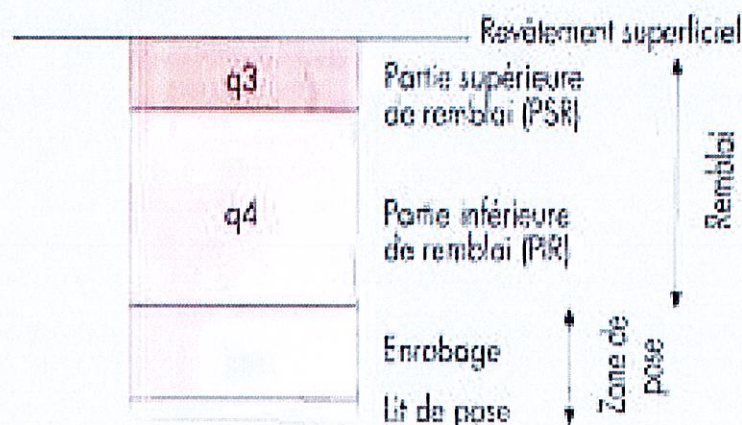 Revêtement superficiel
q3
Partie supérieure
de remblai (PSR)
Remblai
q4
Partie inférieure
de remblai (PIR)
Enrobage
Zone de
pose
Lit de pose